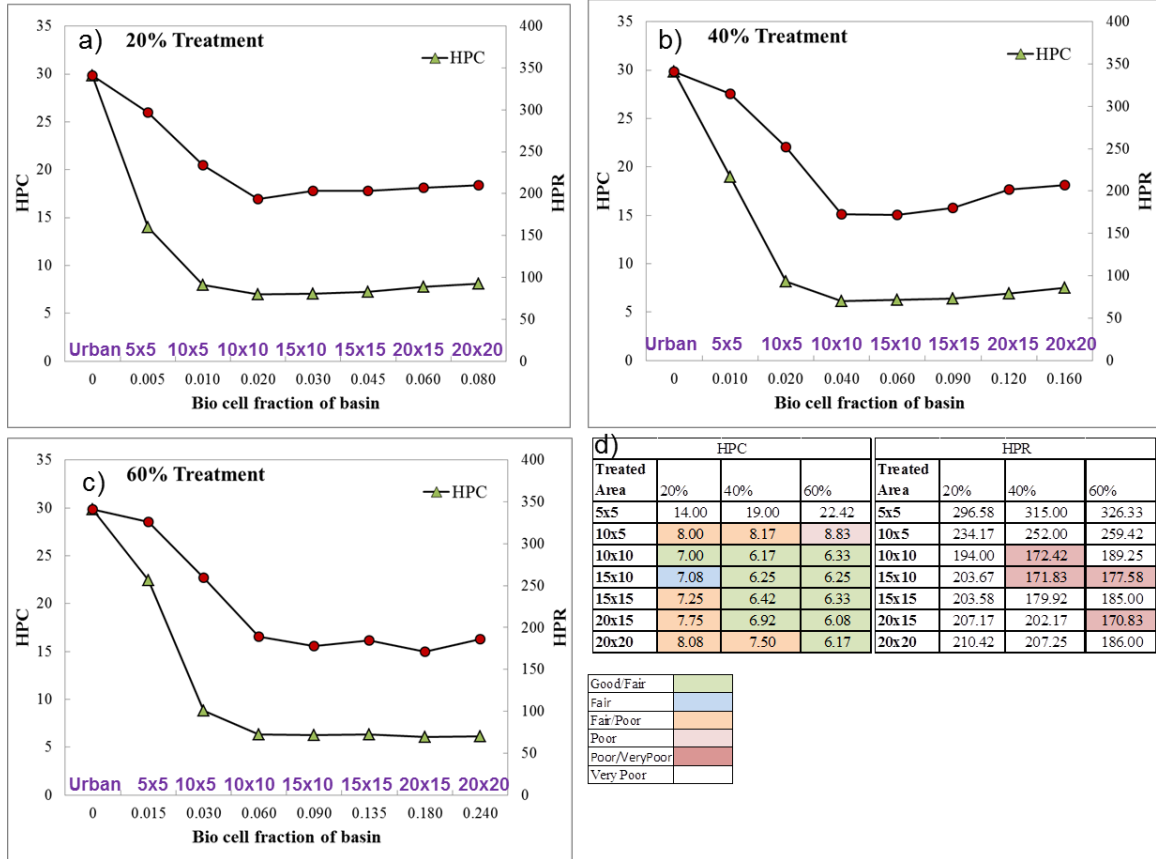 a) 20% Treatment
HPC
35
30
25
20
15
10
5
0
HPC
400
350
300
250
200
150
100
50
0
HPR
Urban 5x5 10x5 10x10 15x10 15x15 20x15 20x20
0 0.005 0.010 0.020 0.030 0.045 0.060 0.080
Bio cell fraction of basin
b) 40% Treatment
HPC
35
30
25
20
15
10
5
0
HPC
400
350
300
250
200
150
100
50
0
HPR
Urban 5x5 10x5 10x10 15x10 15x15 20x15 20x20
0 0.010 0.020 0.040 0.060 0.090 0.120 0.160
Bio cell fraction of basin
c) 60% Treatment
HPC
35
30
25
20
15
10
5
0
HPC
400
350
300
250
200
150
100
50
0
HPR
Urban 5x5 10x5 10x10 15x10 15x15 20x15 20x20
0 0.015 0.030 0.060 0.090 0.135 0.180 0.240
Bio cell fraction of basin
d) HPC HPR
Treated Treated
Area 20% 40% 60% Area 20% 40% 60%
5x5 14.00 19.00 22.42 5x5 296.58 315.00 326.33
10x5 8.00 8.17 8.83 10x5 234.17 252.00 259.42
10x10 7.00 6.17 6.33 10x10 194.00 172.42 189.25
15x10 7.08 6.25 6.25 15x10 203.67 171.83 177.58
15x15 7.25 6.42 6.33 15x15 203.58 179.92 185.00
20x15 7.75 6.92 6.08 20x15 207.17 202.17 170.83
20x20 8.08 7.50 6.17 20x20 210.42 207.25 186.00
Good/Fair
Fair
Fair/Poor
Poor
Poor/VeryPoor
Very Poor